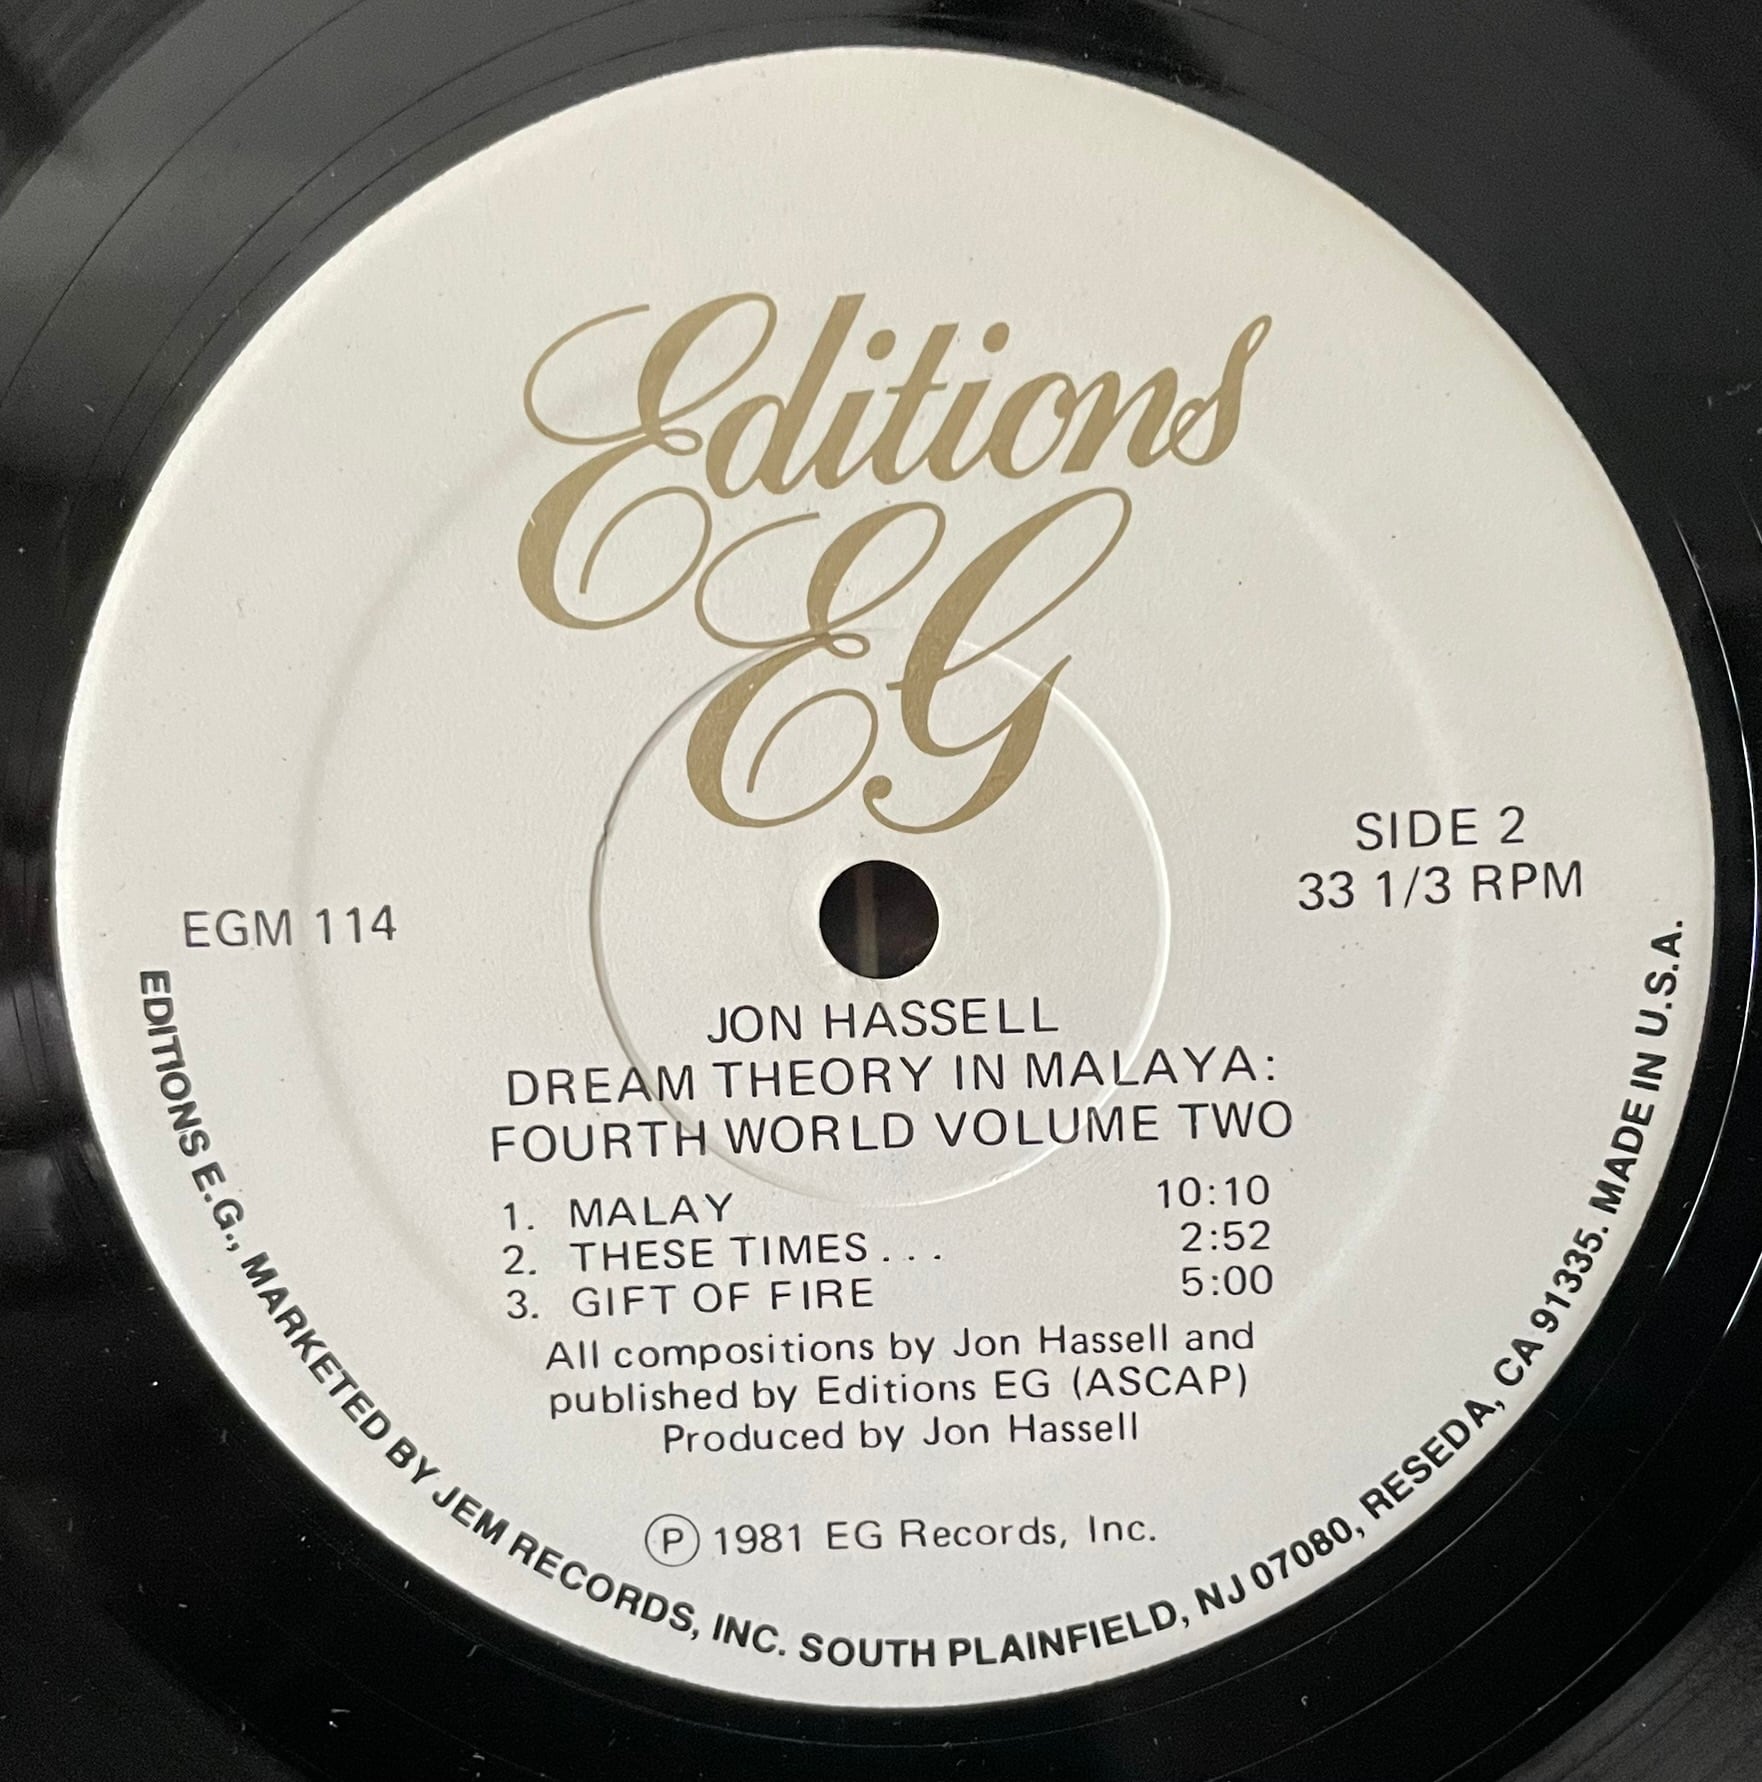 Editions
EG
SIDE 2
33 1/3 RPM
EGM 114
JON HASSELL
DREAM THEORY IN MALAYA:
FOURTH WORLD VOLUME TWO
1. MALAY 10:10
2. THESE TIMES... 2:52
3. GIFT OF FIRE 5:00
All compositions by Jon Hassell and
published by Editions EG (ASCAP)
Produced by Jon Hassell
Ⓟ 1981 EG Records, Inc.
EDITIONS E.G., MARKETED BY JEM RECORDS, INC. SOUTH PLAINFIELD, NJ 07080, RESEDA, CA 91335. MADE IN U.S.A.